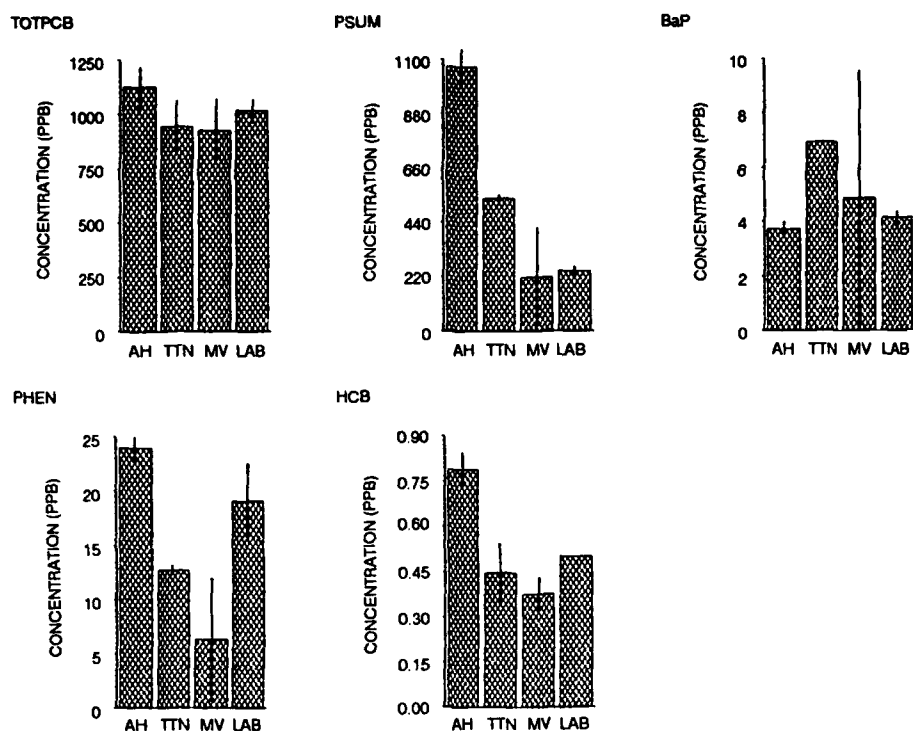 TOTPCB
CONCENTRATION (PPB)
1250
1000
750
500
250
0
AH TTN MV LAB
PSUM
CONCENTRATION (PPB)
1100
880
660
440
220
0
AH TTN MV LAB
BaP
CONCENTRATION (PPB)
10
8
6
4
2
0
AH TTN MV LAB
PHEN
CONCENTRATION (PPB)
25
20
15
10
5
0
AH TTN MV LAB
HCB
CONCENTRATION (PPB)
0.90
0.75
0.60
0.45
0.30
0.15
0.00
AH TTN MV LAB